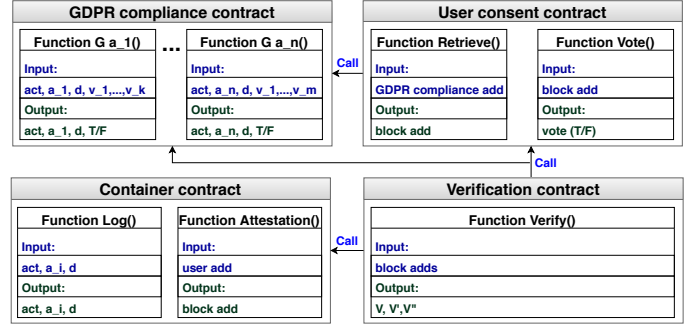 GDPR compliance contract
Function G a_1()
Input:
act, a_1, d, v_1,...,v_k
Output:
act, a_1, d, T/F
...
Function G a_n()
Input:
act, a_n, d, v_1,...,v_m
Output:
act, a_n, d, T/F
Call
User consent contract
Function Retrieve()
Input:
GDPR compliance add
Output:
block add
Function Vote()
Input:
block add
Output:
vote (T/F)
Call
Container contract
Function Log()
Input:
act, a_i, d
Output:
act, a_i, d
Function Attestation()
Input:
user add
Output:
block add
Call
Verification contract
Function Verify()
Input:
block adds
Output:
V, V',V"